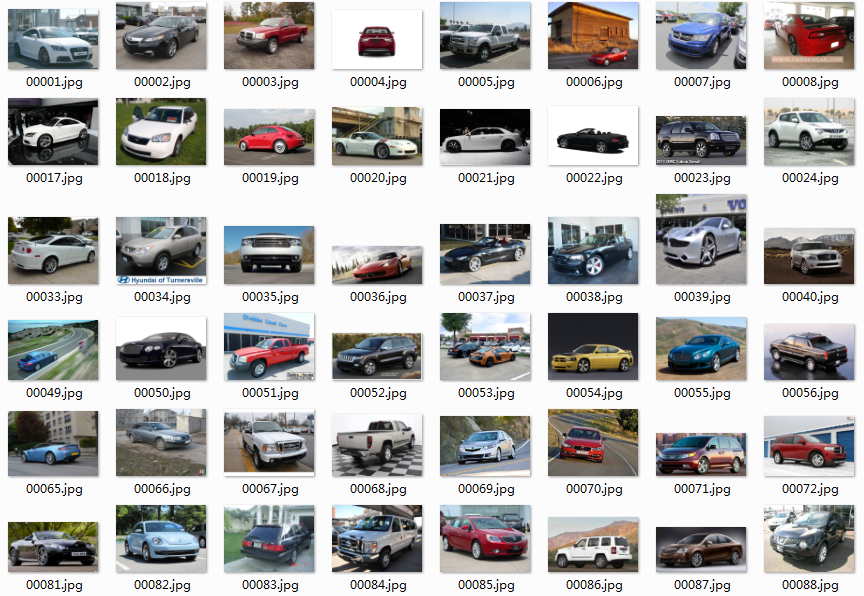 00001.jpg 00002.jpg 00003.jpg 00004.jpg 00005.jpg 00006.jpg 00007.jpg 00008.jpg
00017.jpg 00018.jpg 00019.jpg 00020.jpg 00021.jpg 00022.jpg 00023.jpg 00024.jpg
Hyundai of Turnersville
00033.jpg 00034.jpg 00035.jpg 00036.jpg 00037.jpg 00038.jpg 00039.jpg 00040.jpg
00049.jpg 00050.jpg 00051.jpg 00052.jpg 00053.jpg 00054.jpg 00055.jpg 00056.jpg
00065.jpg 00066.jpg 00067.jpg 00068.jpg 00069.jpg 00070.jpg 00071.jpg 00072.jpg
00081.jpg 00082.jpg 00083.jpg 00084.jpg 00085.jpg 00086.jpg 00087.jpg 00088.jpg